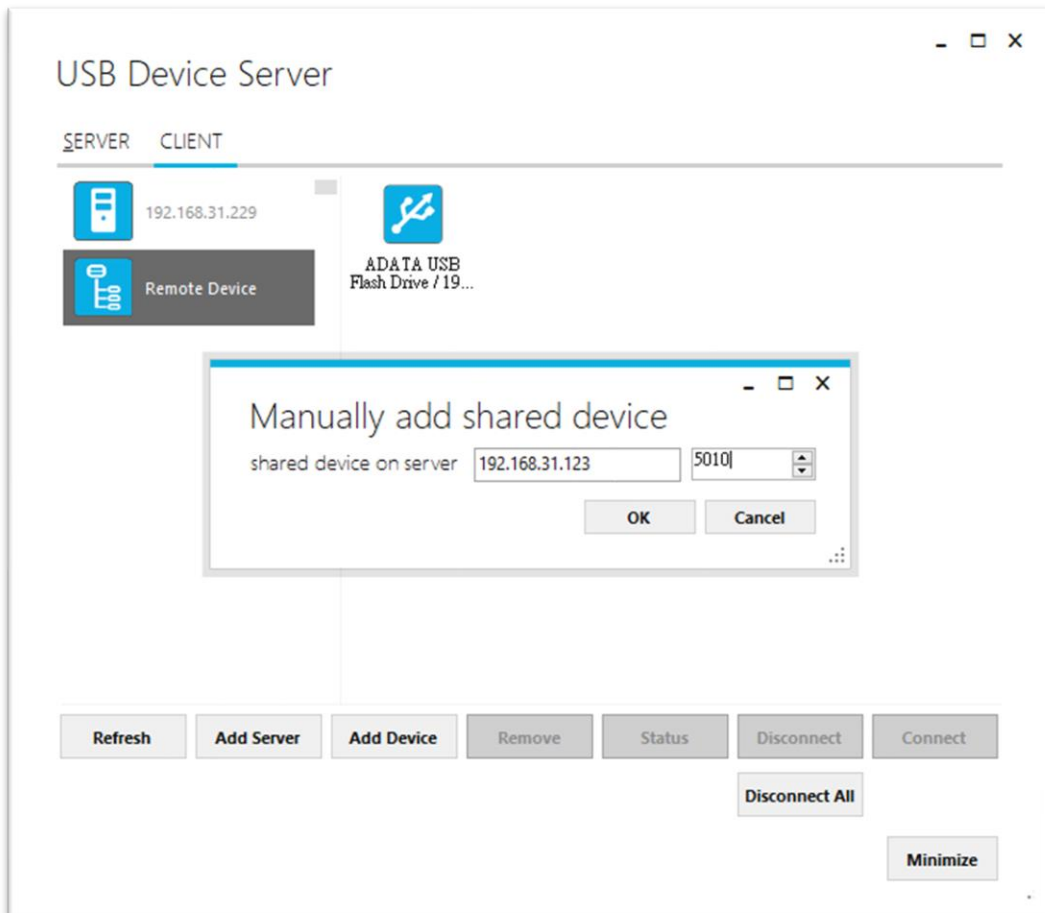 USB Device Server
SERVER CLIENT
192.168.31.229
Remote Device
ADATA USB
Flash Drive / 19...
Manually add shared device
shared device on server 192.168.31.123 5010
OK Cancel
Refresh Add Server Add Device Remove Status Disconnect Connect
Disconnect All
Minimize